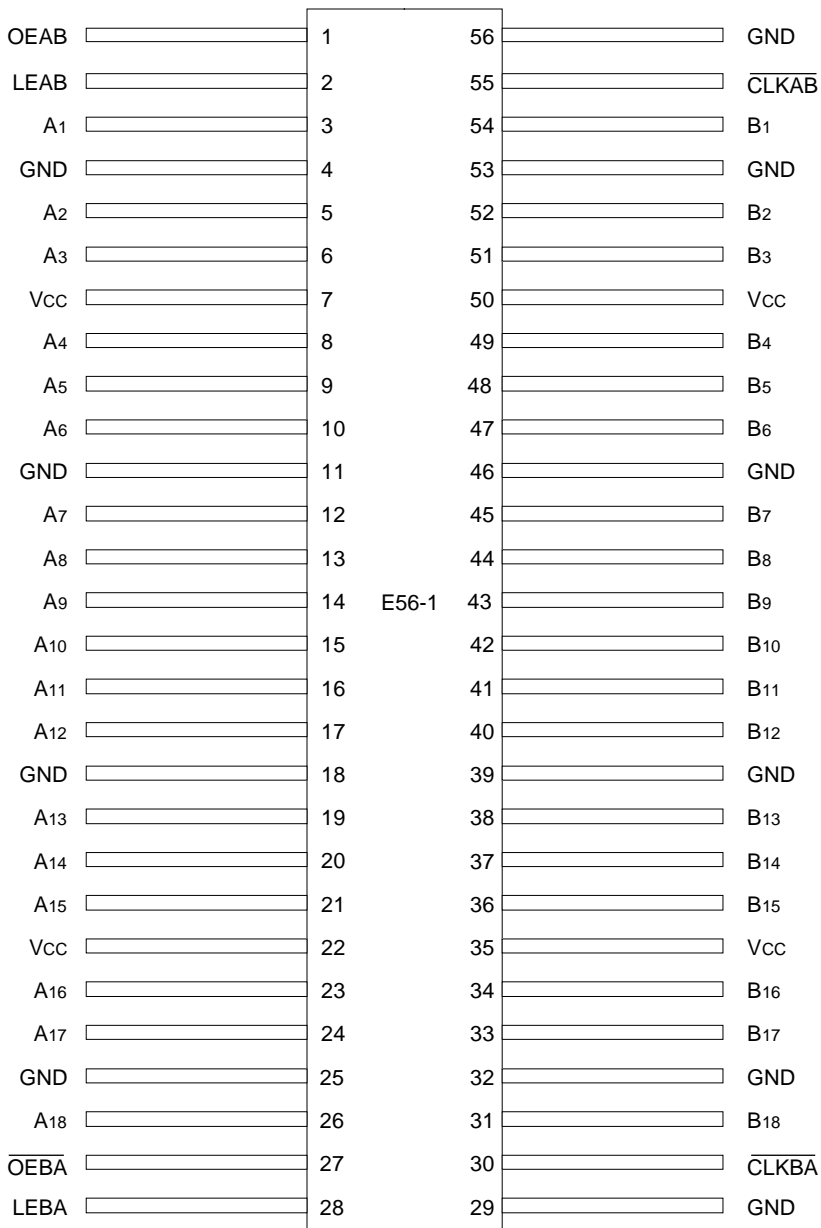 OEAB 1 56 GND
LEAB 2 55 CLKAB
A1 3 54 B1
GND 4 53 GND
A2 5 52 B2
A3 6 51 B3
VCC 7 50 VCC
A4 8 49 B4
A5 9 48 B5
A6 10 47 B6
GND 11 46 GND
A7 12 45 B7
A8 13 44 B8
A9 14 E56-1 43 B9
A10 15 42 B10
A11 16 41 B11
A12 17 40 B12
GND 18 39 GND
A13 19 38 B13
A14 20 37 B14
A15 21 36 B15
VCC 22 35 VCC
A16 23 34 B16
A17 24 33 B17
GND 25 32 GND
A18 26 31 B18
OEBA 27 30 CLKBA
LEBA 28 29 GND